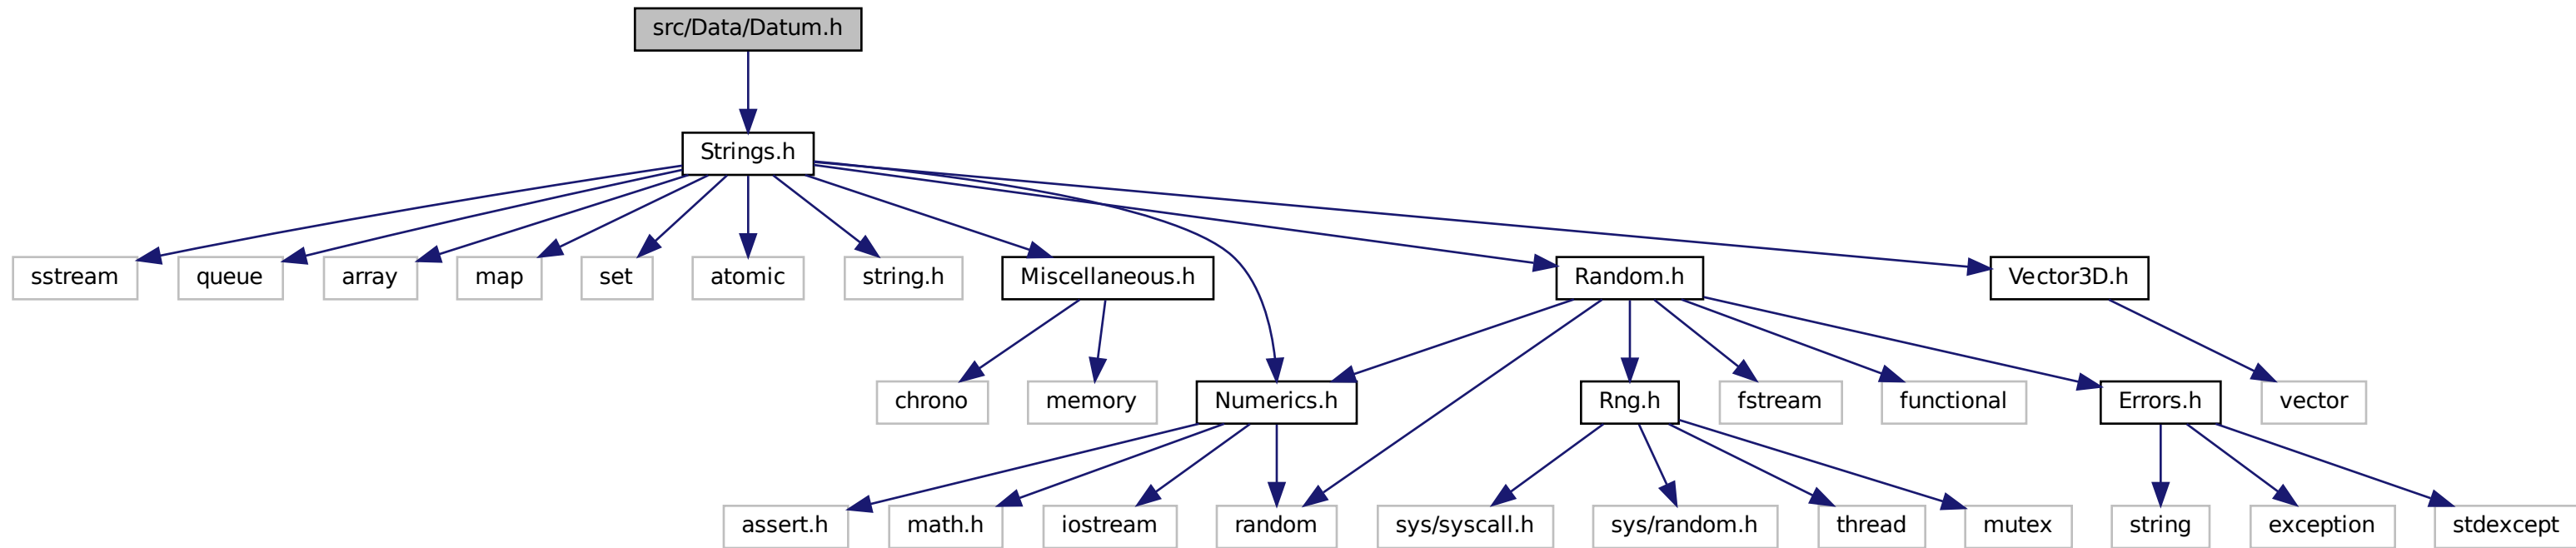 src/Data/Datum.h
Strings.h
sstream
queue
array
map
set
atomic
string.h
Miscellaneous.h
Random.h
Vector3D.h
chrono
memory
Numerics.h
Rng.h
fstream
functional
Errors.h
vector
assert.h
math.h
iostream
random
sys/syscall.h
sys/random.h
thread
mutex
string
exception
stdexcept